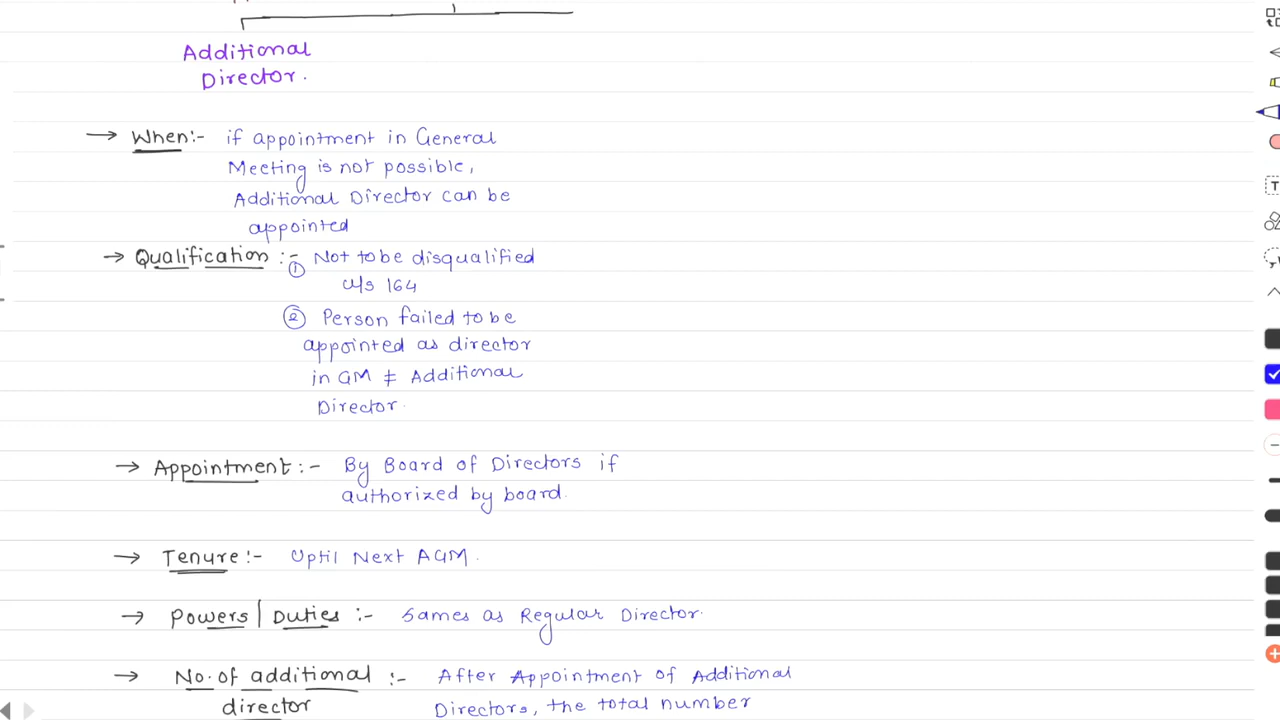 Additional
Director.
→ When:- if appointment in General
Meeting is not possible,
Additional Director can be
appointed
→ Qualification :- ① Not to be disqualified
u/s 164
② Person failed to be
appointed as director
in GM ≠ Additional
Director.
→ Appointment:- By Board of Directors if
authorized by board.
→ Tenure:- Uptil Next AGM.
→ Powers | Duties :- Sames as Regular Director.
→ No. of additional :- After Appointment of Additional
director Directors, the total number